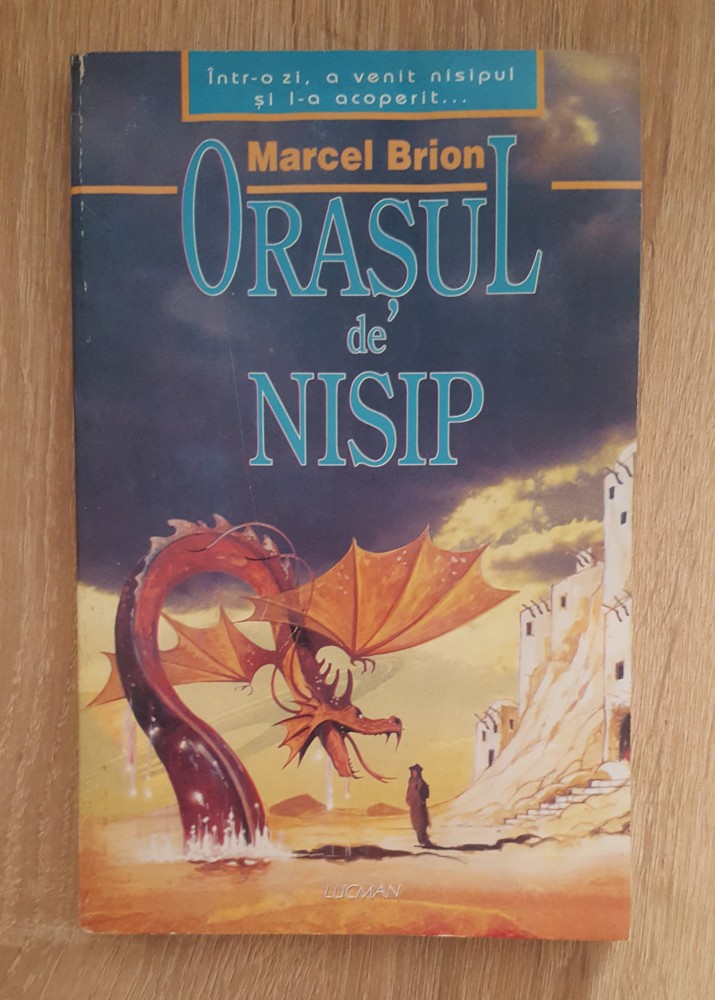 Într-o zi, a venit nisipul
și l-a acoperit...
Marcel Brion
ORAȘUL
de
NISIP
LUCMAN